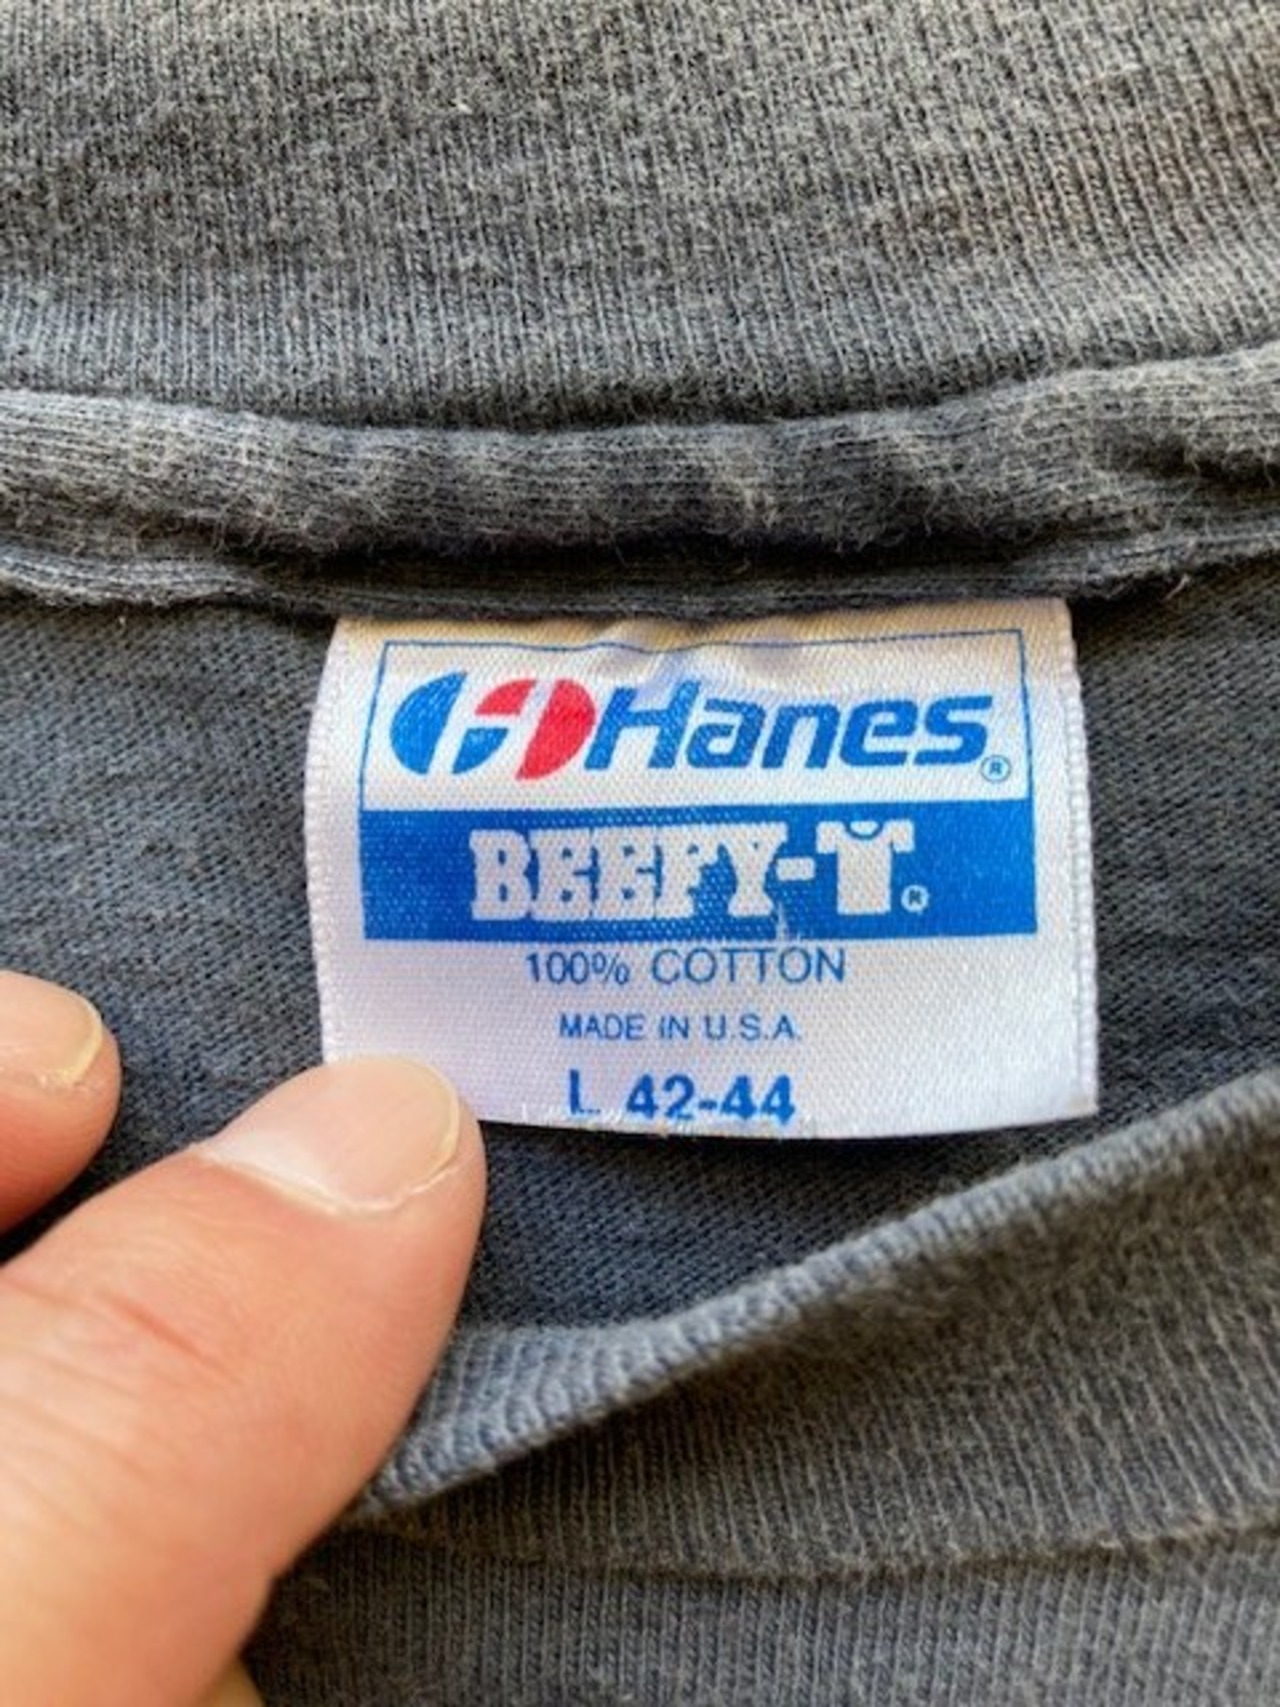 Hanes®
BEEFY-T®
100% COTTON
MADE IN U.S.A.
L 42-44